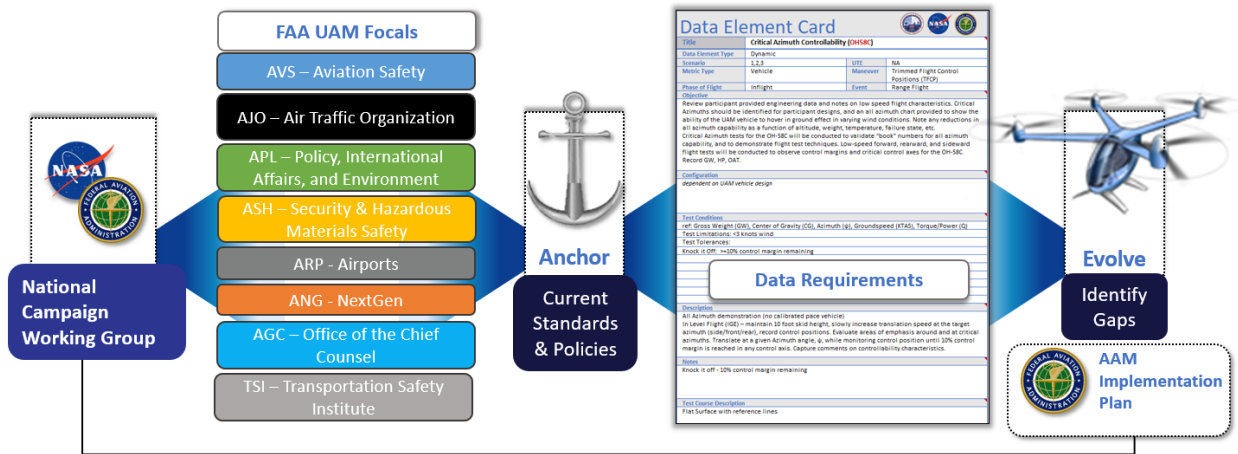 NASA
FEDERAL AVIATION
ADMINISTRATION
National
Campaign
Working Group
FAA UAM Focals
AVS – Aviation Safety
AJO – Air Traffic Organization
APL – Policy, International
Affairs, and Environment
ASH – Security & Hazardous
Materials Safety
ARP - Airports
ANG - NextGen
AGC – Office of the Chief
Counsel
TSI – Transportation Safety
Institute
Anchor
Current
Standards
& Policies
Data Element Card
NASA
Title Critical Azimuth Controllability (OH58C)
Data Element Type Dynamic
Scenario 1,2,3 UTE NA
Metric Type Vehicle Maneuver Trimmed Flight Control
Positions (TFCP)
Phase of Flight Inflight Event Range Flight
Objective
Review participant provided engineering data and notes on low speed flight characteristics. Critical
Azimuths should be identified for participant designs, and an all azimuth chart provided to show the
ability of the UAM vehicle to hover in ground effect in varying wind conditions. Note any reductions in
all azimuth capability as a function of altitude, weight, temperature, failure state, etc.
Critical Azimuth tests for the OH-58C will be conducted to validate "book" numbers for all azimuth
capability, and to demonstrate flight test techniques. Low-speed forward, rearward, and sideward
flight tests will be conducted to observe control margins and critical control axes for the OH-58C.
Record GW, HP, OAT.
Configuration
dependent on UAM vehicle design
Test Conditions
ref: Gross Weight (GW), Center of Gravity (CG), Azimuth (ψ), Groundspeed (KTAS), Torque/Power (Q)
Test Limitations: <3 knots wind
Test Tolerances:
Knock it Off: >=10% control margin remaining
Data Requirements
Description
All Azimuth demonstration (no calibrated pace vehicle)
In Level Flight (IGE) – maintain 10 foot skid height, slowly increase translation speed at the target
azimuth (side/front/rear), record control positions. Evaluate areas of emphasis around and at critical
azimuths. Translate at a given Azimuth angle, ψ, while monitoring control position until 10% control
margin is reached in any control axis. Capture comments on controllability characteristics.
Notes
Knock it off - 10% control margin remaining
Test Course Description
Flat Surface with reference lines
Evolve
Identify
Gaps
FEDERAL AVIATION
ADMINISTRATION
AAM
Implementation
Plan